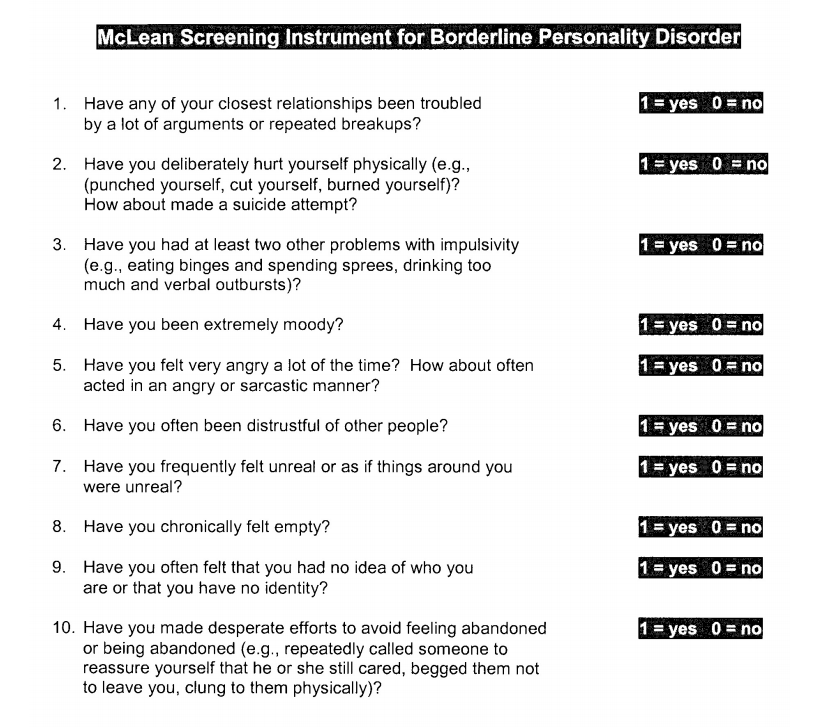 McLean Screening Instrument for Borderline Personality Disorder
1. Have any of your closest relationships been troubled 1 = yes 0 = no
by a lot of arguments or repeated breakups?
2. Have you deliberately hurt yourself physically (e.g., 1 = yes 0 = no
(punched yourself, cut yourself, burned yourself)?
How about made a suicide attempt?
3. Have you had at least two other problems with impulsivity 1 = yes 0 = no
(e.g., eating binges and spending sprees, drinking too
much and verbal outbursts)?
4. Have you been extremely moody? 1 = yes 0 = no
5. Have you felt very angry a lot of the time? How about often 1 = yes 0 = no
acted in an angry or sarcastic manner?
6. Have you often been distrustful of other people? 1 = yes 0 = no
7. Have you frequently felt unreal or as if things around you 1 = yes 0 = no
were unreal?
8. Have you chronically felt empty? 1 = yes 0 = no
9. Have you often felt that you had no idea of who you 1 = yes 0 = no
are or that you have no identity?
10. Have you made desperate efforts to avoid feeling abandoned 1 = yes 0 = no
or being abandoned (e.g., repeatedly called someone to
reassure yourself that he or she still cared, begged them not
to leave you, clung to them physically)?